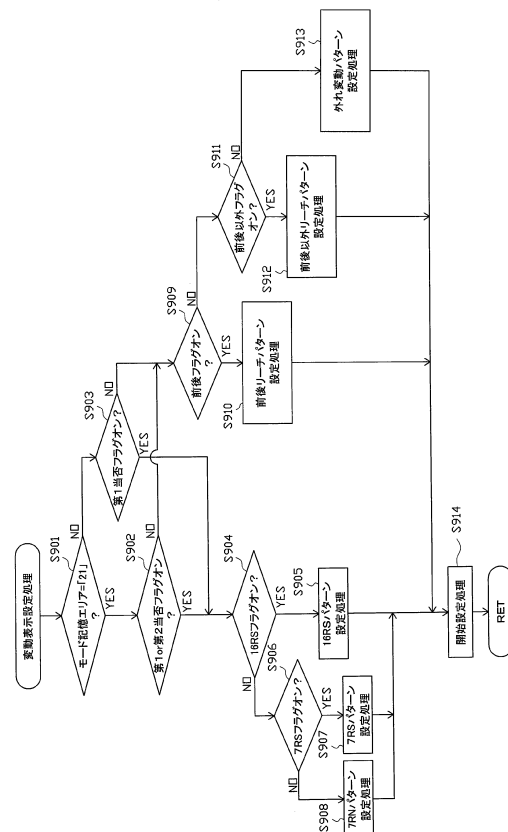 変動表示設定処理
S901
モード記憶エリア=「21」
?
NO
YES
S902
第1or第2当否フラグオン
?
NO
YES
S903
第1当否フラグオン?
NO
YES
S904
16RSフラグオン?
NO
YES
S905
16RSパターン
設定処理
S906
7RSフラグオン?
NO
YES
S907
7RSパターン
設定処理
S908
7RNパターン
設定処理
S909
前後フラグオン
?
NO
YES
S910
前後リーチパターン
設定処理
S911
前後以外フラグ
オン?
NO
YES
S912
前後以外リーチパターン
設定処理
S913
外れ変動パターン
設定処理
S914
開始設定処理
RET